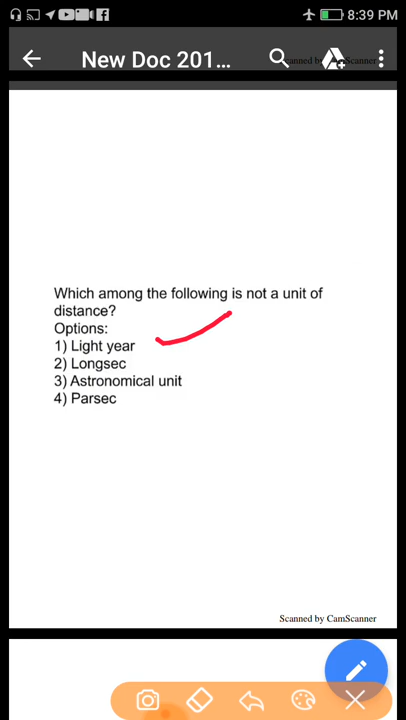 8:39 PM
New Doc 201...
Scanned by CamScanner
Which among the following is not a unit of
distance?
Options:
1) Light year
2) Longsec
3) Astronomical unit
4) Parsec
Scanned by CamScanner